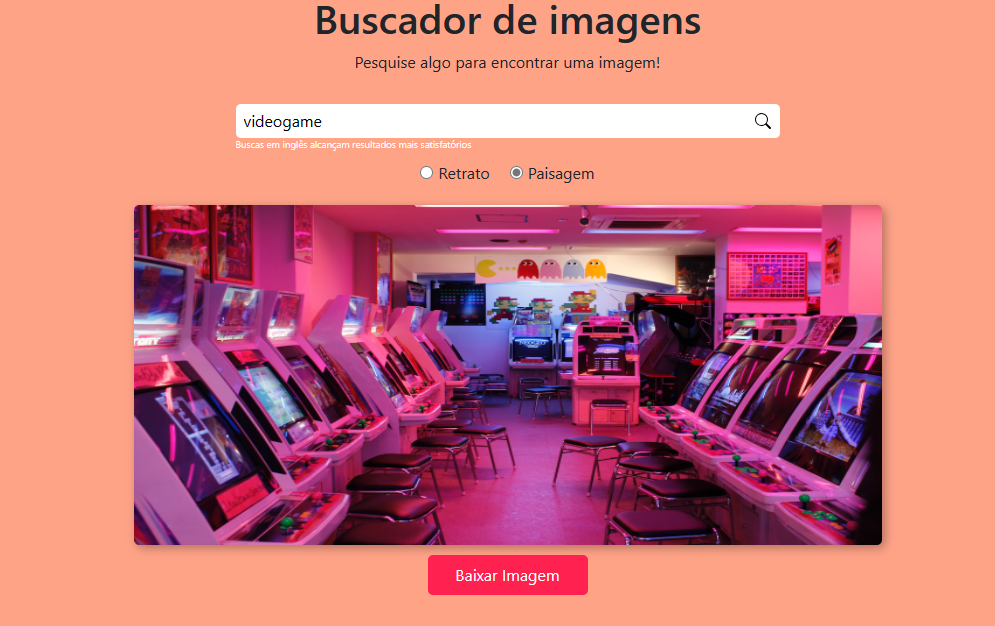 Buscador de imagens
Pesquise algo para encontrar uma imagem!
videogame
Buscas em inglês alcançam resultados mais satisfatórios
Retrato Paisagem
Baixar Imagem